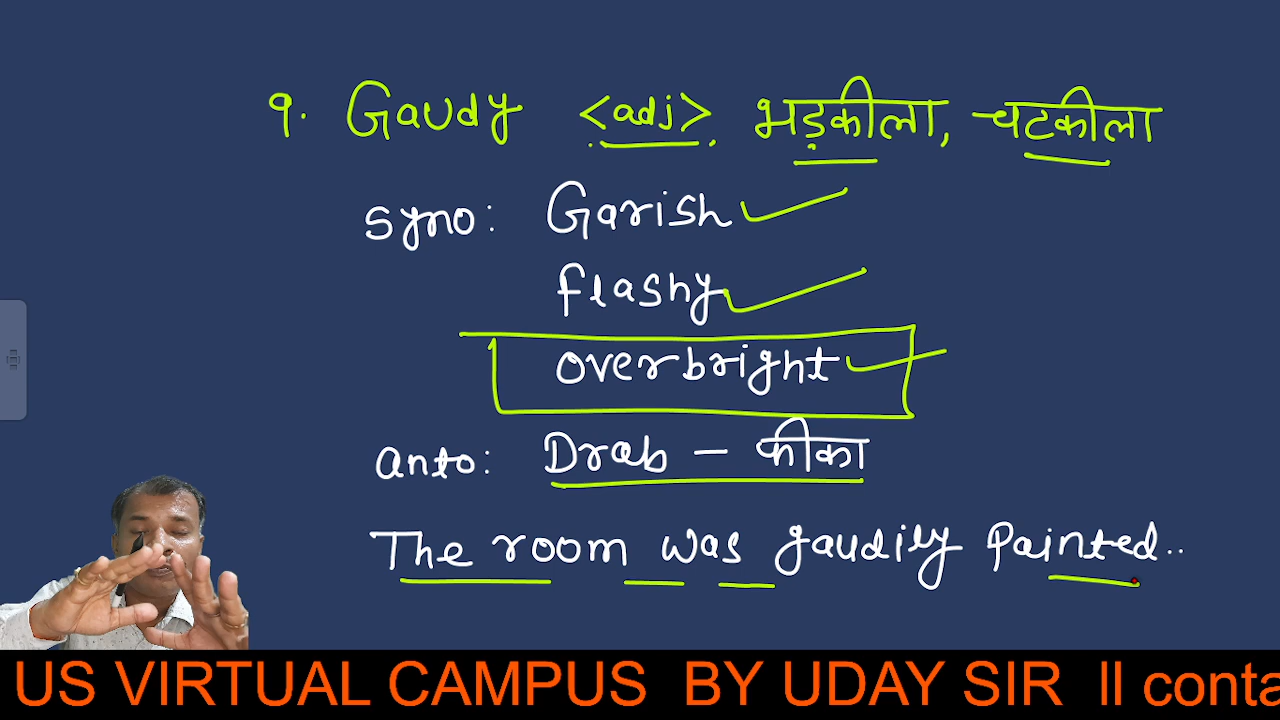 9. Gaudy <adj> भड़कीला, चटकीला
Syno: Garish
Flashy
overbright
anto: Drab - फीका
The room was gaudily Painted..
US VIRTUAL CAMPUS BY UDAY SIR ll conta